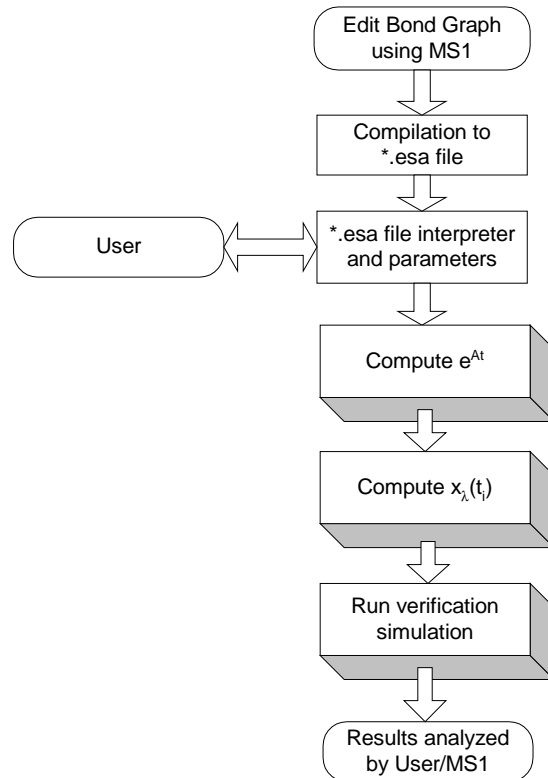 Edit Bond Graph
using MS1
Compilation to
*.esa file
User
*.esa file interpreter
and parameters
Compute e^At
Compute x_λ(t_i)
Run verification
simulation
Results analyzed
by User/MS1